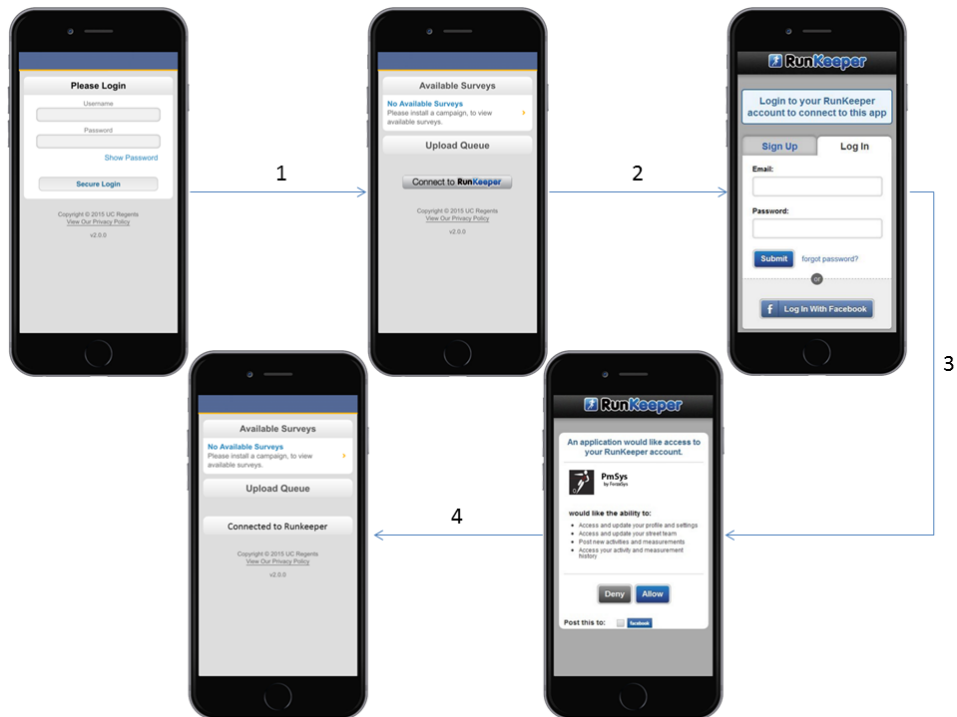 Please Login
Username
Password
Show Password
Secure Login
Copyright © 2015 UC Regents
View Our Privacy Policy
v2.0.0
1
Available Surveys
No Available Surveys
Please install a campaign, to view
available surveys.
Upload Queue
Connect to RunKeeper
Copyright © 2015 UC Regents
View Our Privacy Policy
v2.0.0
2
RunKeeper
Login to your RunKeeper
account to connect to this app
Sign Up
Log In
Email:
Password:
Submit
forgot password?
or
f Log In With Facebook
3
RunKeeper
An application would like access to
your RunKeeper account.
PmSys
by ForzaSys
would like the ability to:
Access and update your profile and settings
Access and update your street team
Post new activities and measurements
Access your activity and measurement
history
Deny
Allow
Post this to:
facebook
4
Available Surveys
No Available Surveys
Please install a campaign, to view
available surveys.
Upload Queue
Connected to Runkeeper
Copyright © 2015 UC Regents
View Our Privacy Policy
v2.0.0